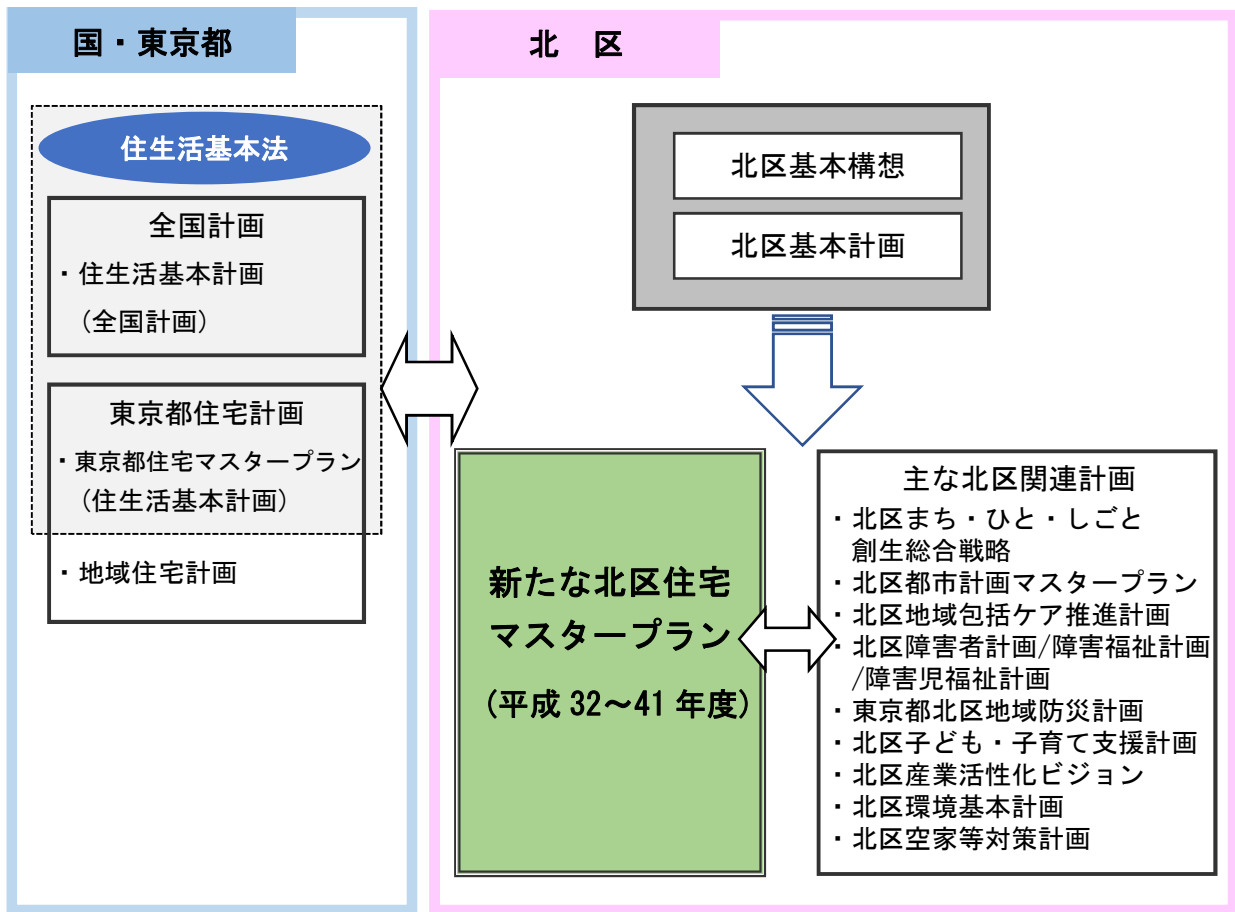 国・東京都
住生活基本法
全国計画
・住生活基本計画
（全国計画）
東京都住宅計画
・東京都住宅マスタープラン
（住生活基本計画）
・地域住宅計画
北　区
北区基本構想
北区基本計画
新たな北区住宅
マスタープラン
（平成 32～41 年度）
主な北区関連計画
・北区まち・ひと・しごと
創生総合戦略
・北区都市計画マスタープラン
・北区地域包括ケア推進計画
・北区障害者計画/障害福祉計画
/障害児福祉計画
・東京都北区地域防災計画
・北区子ども・子育て支援計画
・北区産業活性化ビジョン
・北区環境基本計画
・北区空家等対策計画